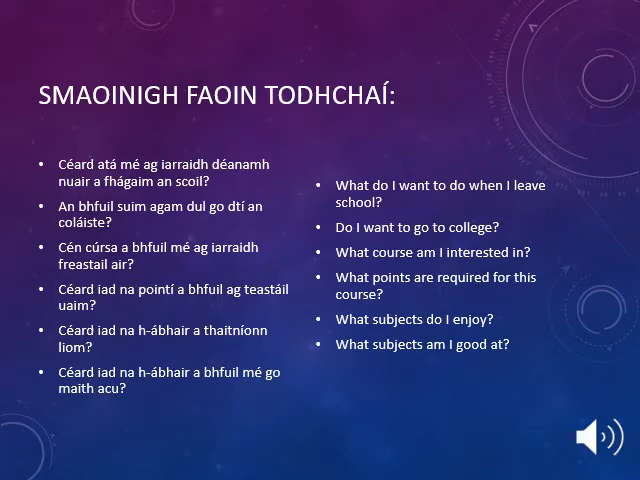 SMAOINIGH FAOIN TODHCHAÍ:
• Céard atá mé ag iarraidh déanamh
nuair a fhágaim an scoil?
• An bhfuil suim agam dul go dtí an
coláiste?
• Cén cúrsa a bhfuil mé ag iarraidh
freastail air?
• Céard iad na pointí a bhfuil ag teastáil
uaim?
• Céard iad na h-ábhair a thaitníonn
liom?
• Céard iad na h-ábhair a bhfuil mé go
maith acu?
• What do I want to do when I leave
school?
• Do I want to go to college?
• What course am I interested in?
• What points are required for this
course?
• What subjects do I enjoy?
• What subjects am I good at?